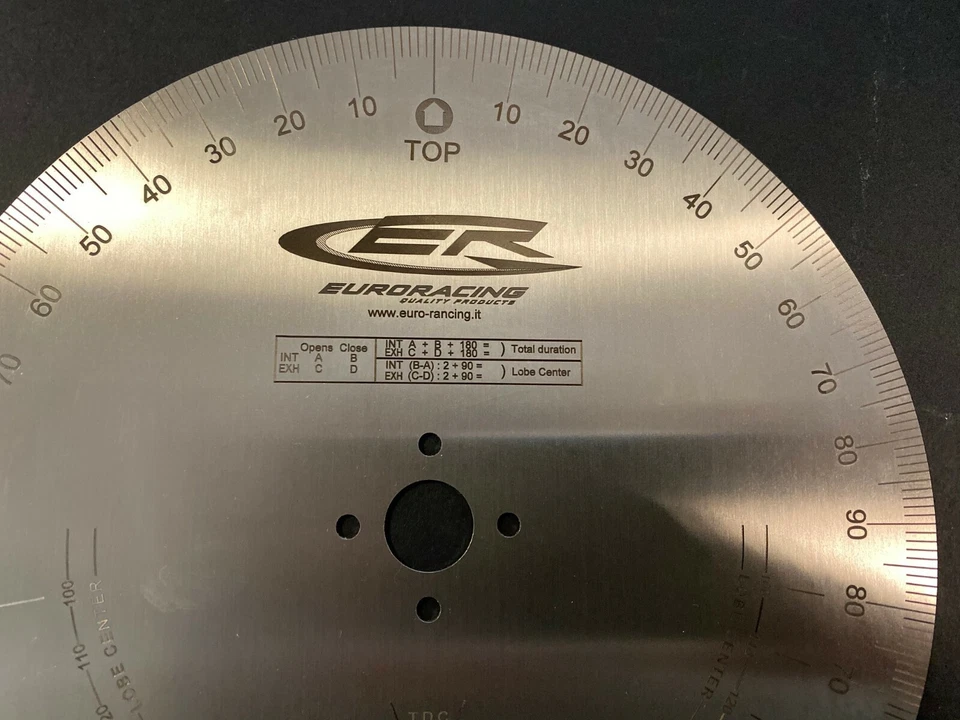 10 10
20 20
30 30
40 40
50 50
60 60
70 70
80
90
80
70
TOP
ER
EURORACING
QUALITY PRODUCTS
www.euro-rancing.it
Opens Close
INT A B
EXH C D
INT A + B + 180 =
EXH C + D + 180 =
) Total duration
INT (B-A) : 2 + 90 =
EXH (C-D) : 2 + 90 =
) Lobe Center
100
110
LOBE CENTER